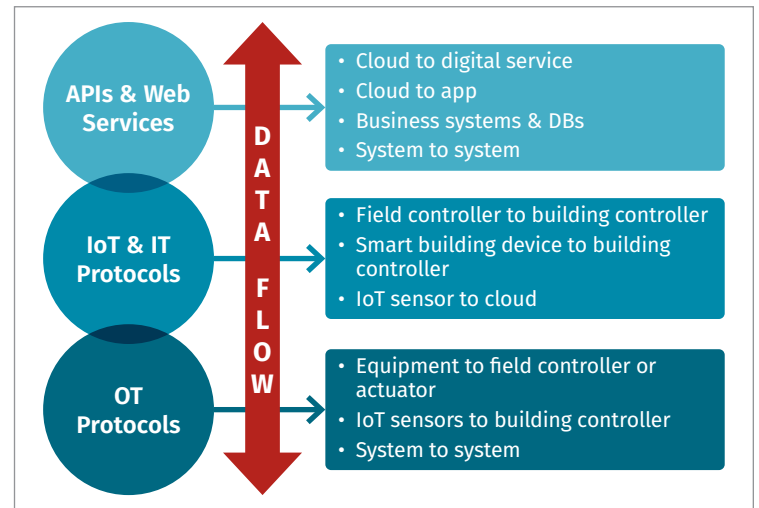 APIs & Web
Services
• Cloud to digital service
• Cloud to app
• Business systems & DBs
• System to system
DATA FLOW
IoT & IT
Protocols
• Field controller to building controller
• Smart building device to building
controller
• IoT sensor to cloud
OT
Protocols
• Equipment to field controller or
actuator
• IoT sensors to building controller
• System to system